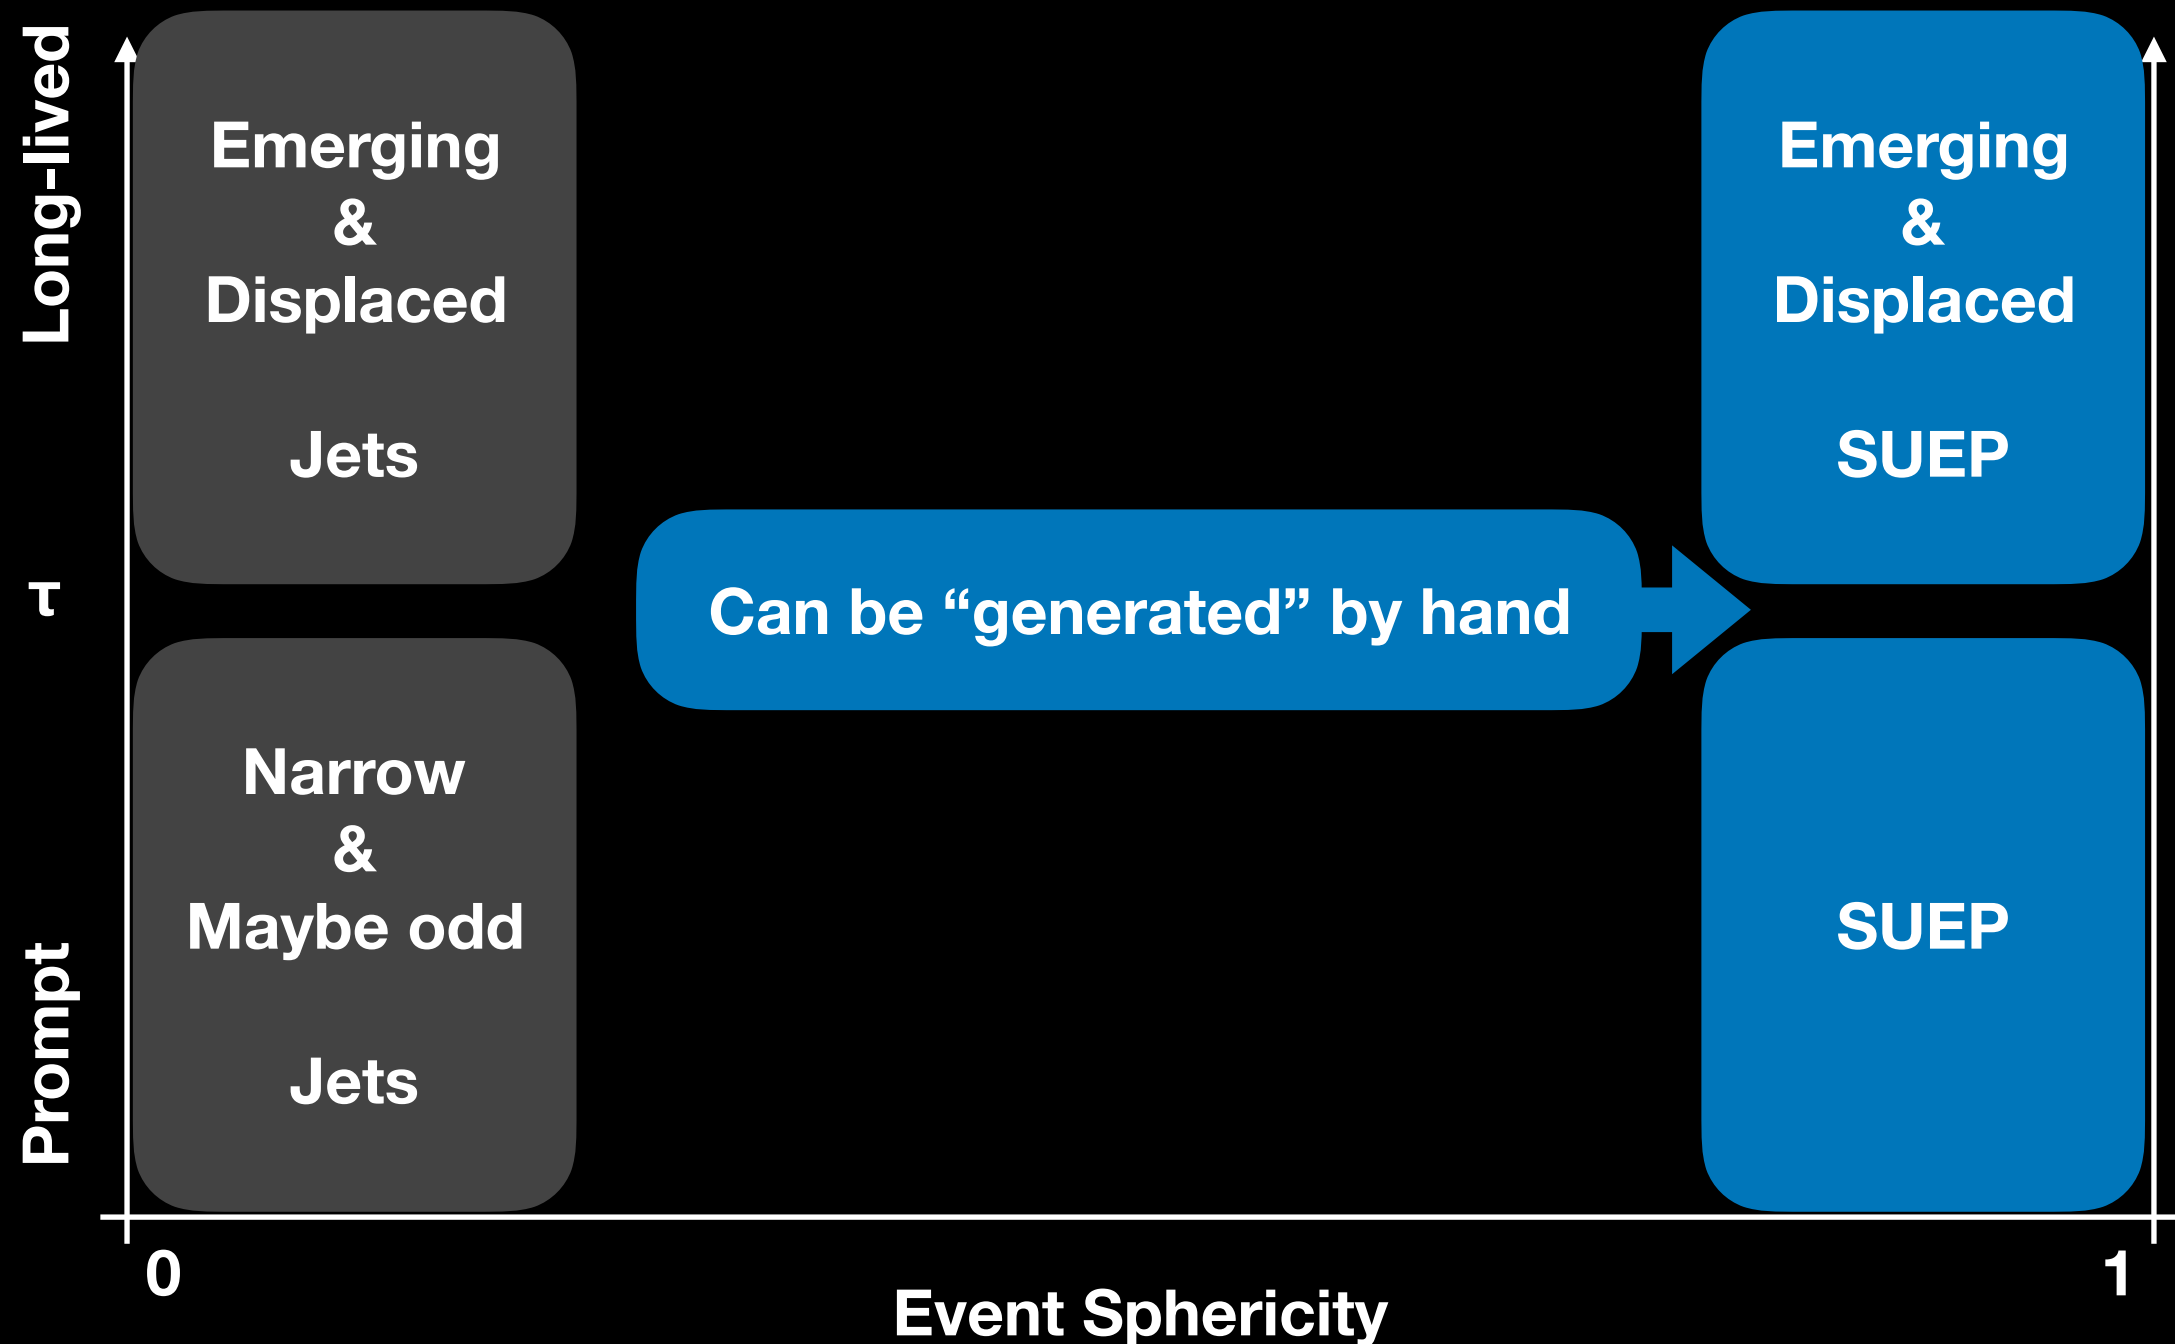 Long-lived
τ
Prompt
Emerging
&
Displaced
Jets
Narrow
&
Maybe odd
Jets
Can be “generated” by hand
Emerging
&
Displaced
SUEP
SUEP
0
Event Sphericity
1